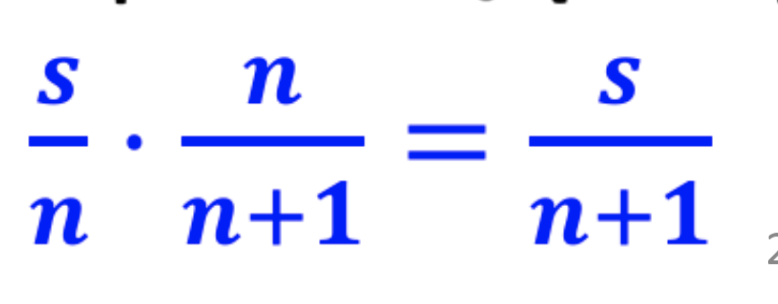 s/n · n/n+1 = s/n+1